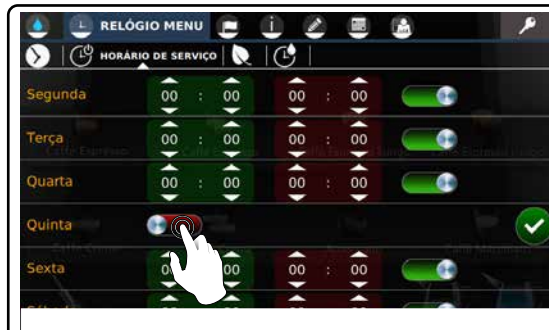 RELÓGIO MENU
HORÁRIO DE SERVIÇO
Segunda 00 : 00 00 : 00
Terça 00 : 00 00 : 00
Quarta 00 : 00 00 : 00
Quinta
Sexta 00 00 : 00